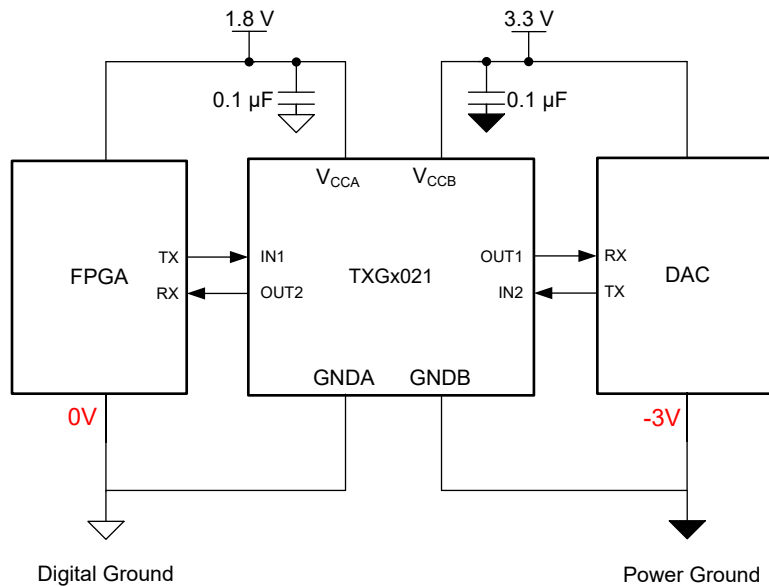 1.8 V
3.3 V
0.1 µF
0.1 µF
VCCA
VCCB
FPGA
TX
RX
IN1
OUT2
TXGx021
OUT1
IN2
RX
TX
DAC
GNDA
GNDB
0V
-3V
Digital Ground
Power Ground